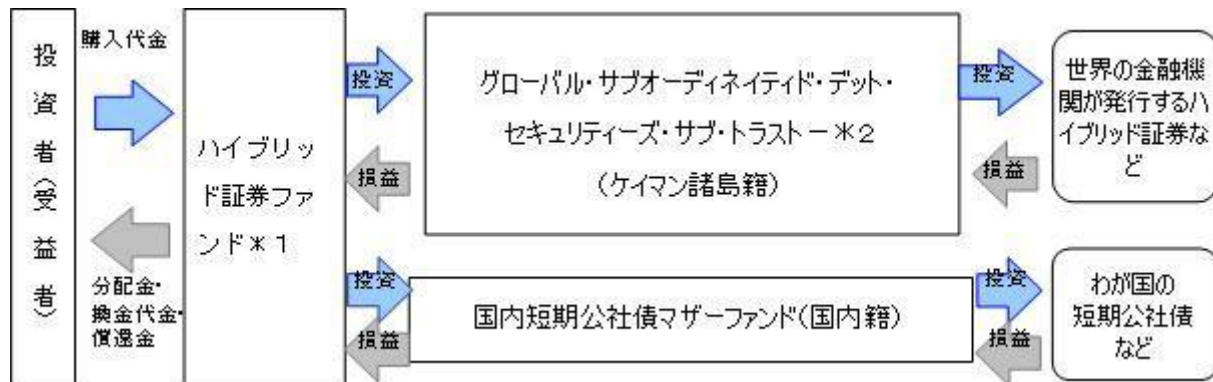 投資者(受益者)
購入代金
分配金・
換金代金・
償還金
ハイブリッ
ド証券ファ
ンド＊1
投資
損益
投資
損益
グローバル・サブオーディネイティド・デット・
セキュリティーズ・サブ・トラスト－＊2
(ケイマン諸島籍)
国内短期公社債マザーファンド(国内籍)
投資
損益
投資
損益
世界の金融機
関が発行するハ
イブリッド証券な
ど
わが国の
短期公社債
など